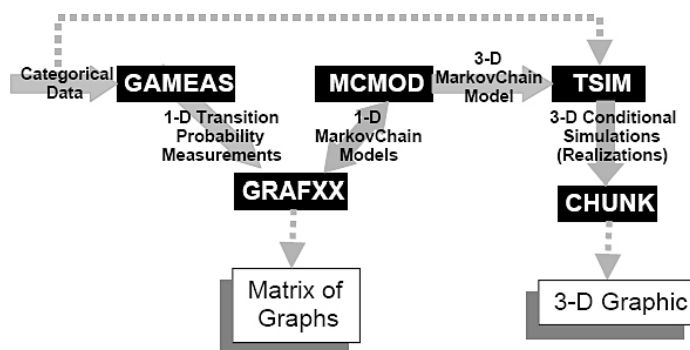 Categorical
Data
GAMEAS
MCMOD
3-D
MarkovChain
Model
TSIM
1-D Transition
Probability
Measurements
1-D
MarkovChain
Models
3-D Conditional
Simulations
(Realizations)
GRAFXX
CHUNK
Matrix of
Graphs
3-D Graphic